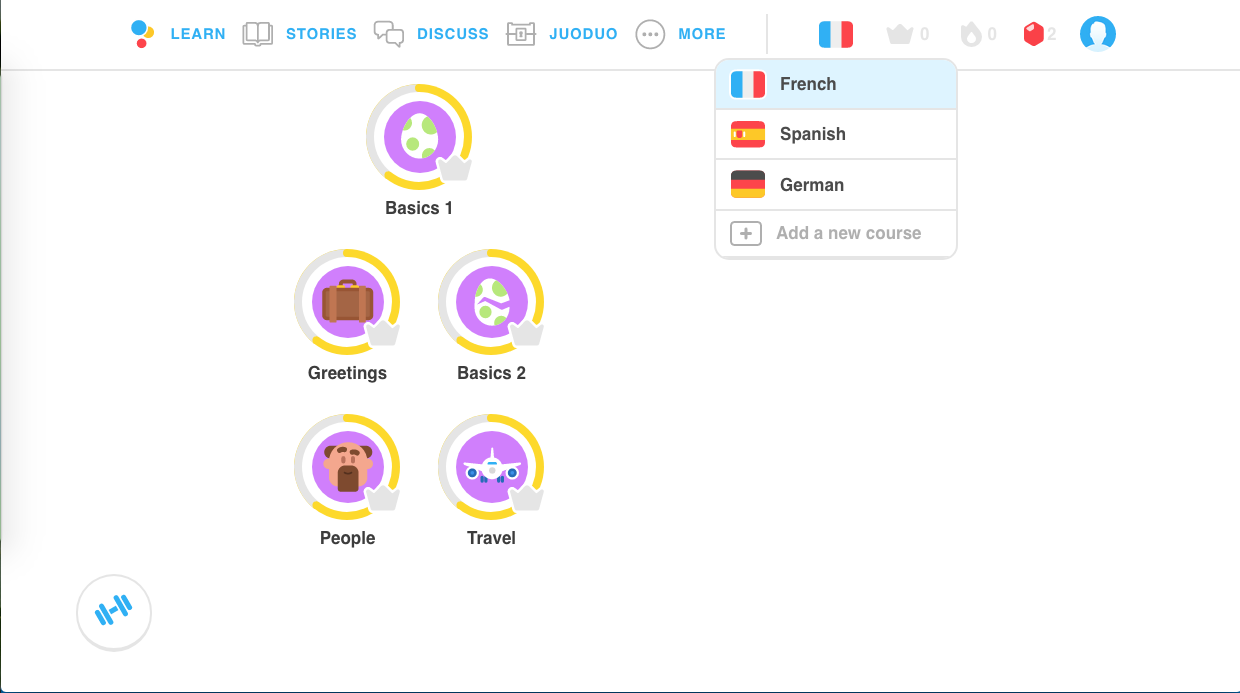 LEARN STORIES DISCUSS JUODUO MORE 0 0 2
French
Spanish
German
Add a new course
Basics 1
Greetings Basics 2
People Travel